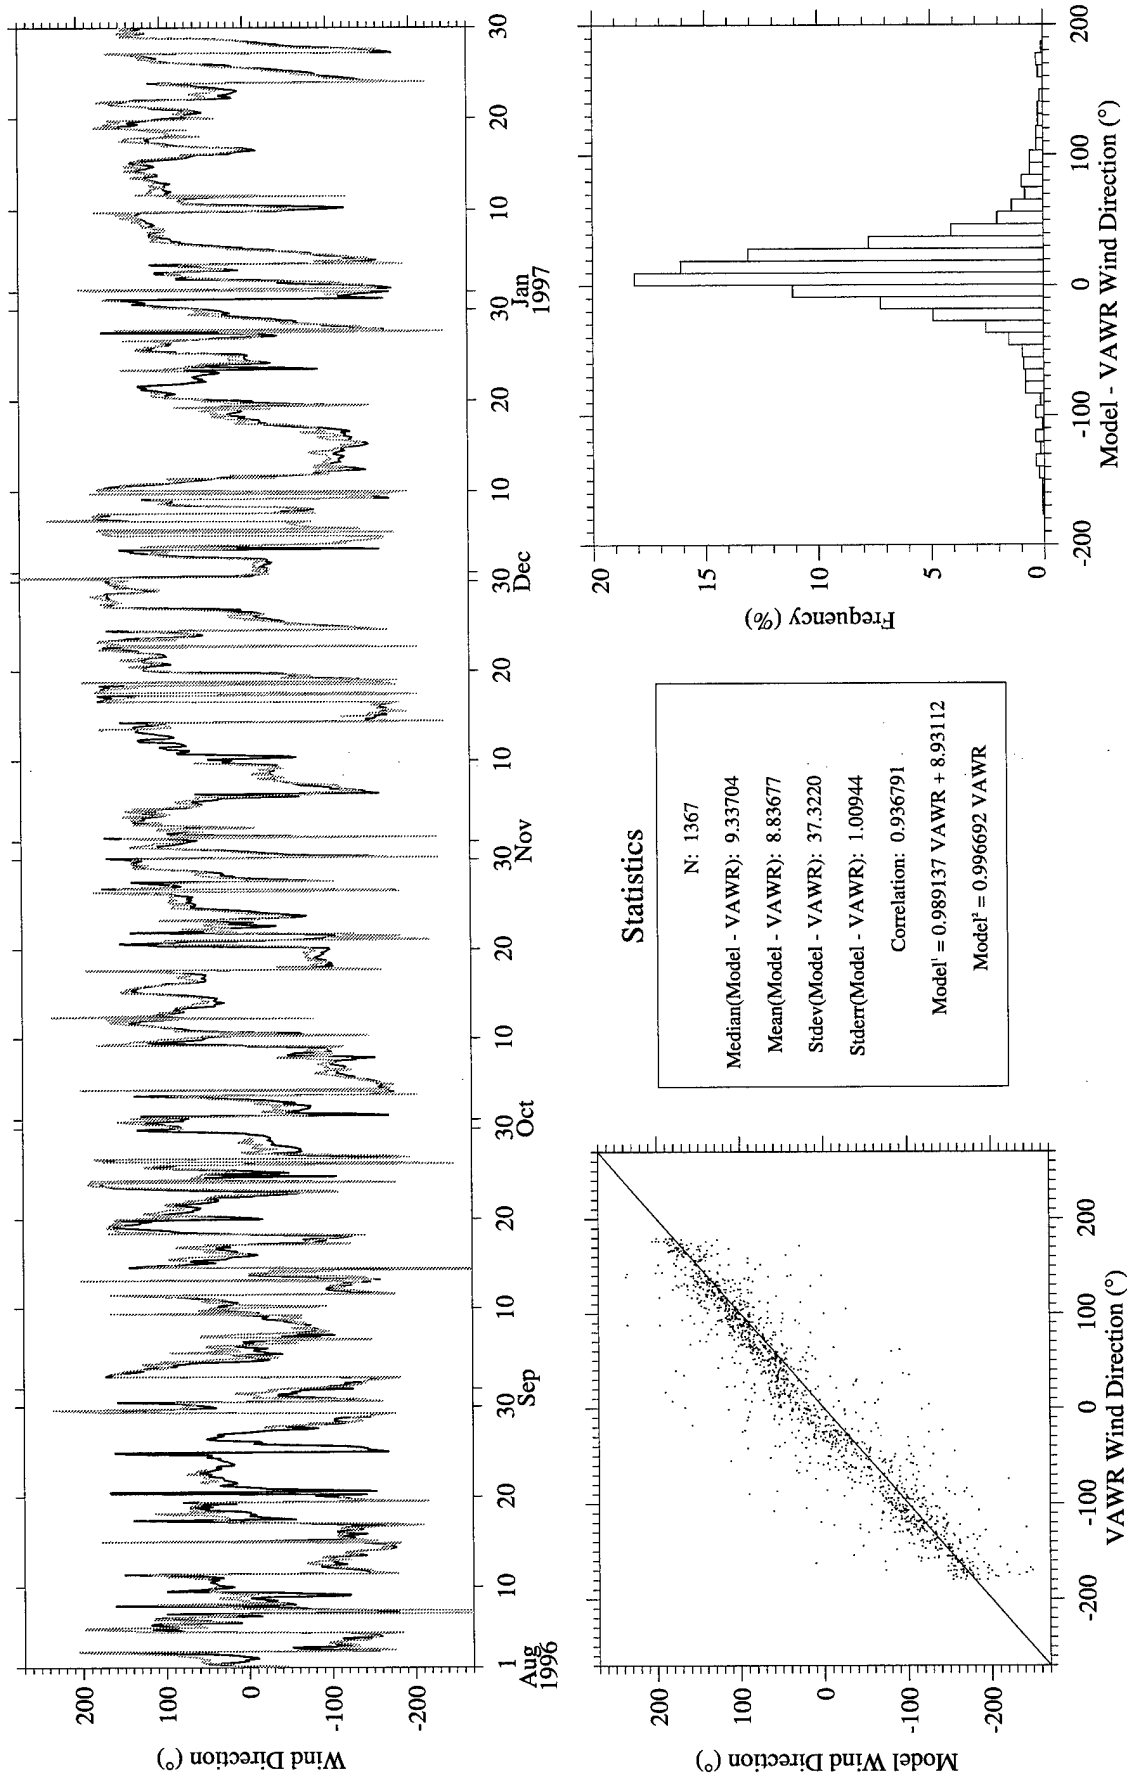 Wind Direction (°)
200
100
0
-100
-200
1
10
20
30
10
20
30
10
20
30
10
20
30
10
20
30
10
20
30
Aug
Sep
Oct
Nov
Dec
Jan
1996
1997
Model Wind Direction (°)
200
100
0
-100
-200
-200
-100
0
100
200
VAWR Wind Direction (°)
Statistics
N: 1367
Median(Model - VAWR): 9.33704
Mean(Model - VAWR): 8.83677
Stdev(Model - VAWR): 37.3220
Stderr(Model - VAWR): 1.00944
Correlation: 0.936791
Model¹ = 0.989137 VAWR + 8.93112
Model² = 0.996692 VAWR
Frequency (%)
20
15
10
5
0
-200
-100
0
100
200
Model - VAWR Wind Direction (°)